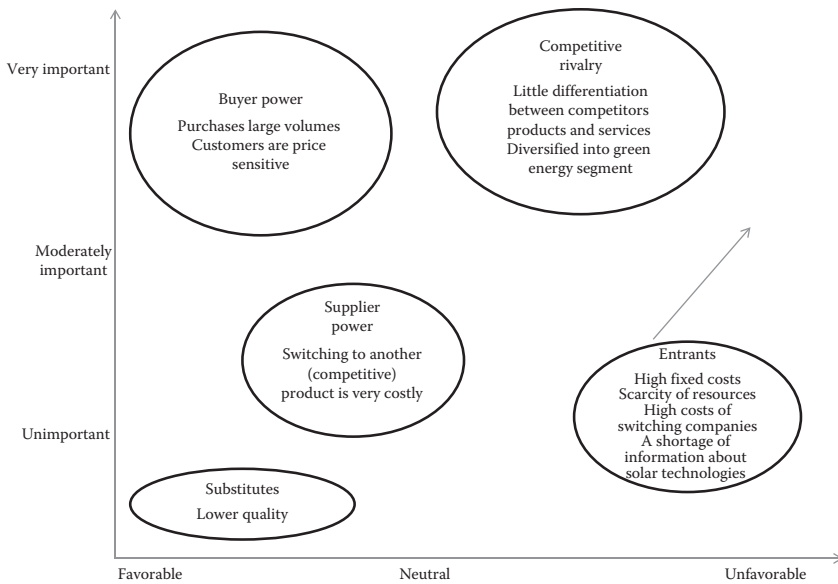 Very important
Moderately
important
Unimportant
Buyer power
Purchases large volumes
Customers are price
sensitive
Competitive
rivalry
Little differentiation
between competitors
products and services
Diversified into green
energy segment
Supplier
power
Switching to another
(competitive)
product is very costly
Entrants
High fixed costs
Scarcity of resources
High costs of
switching companies
A shortage of
information about
solar technologies
Substitutes
Lower quality
Favorable
Neutral
Unfavorable